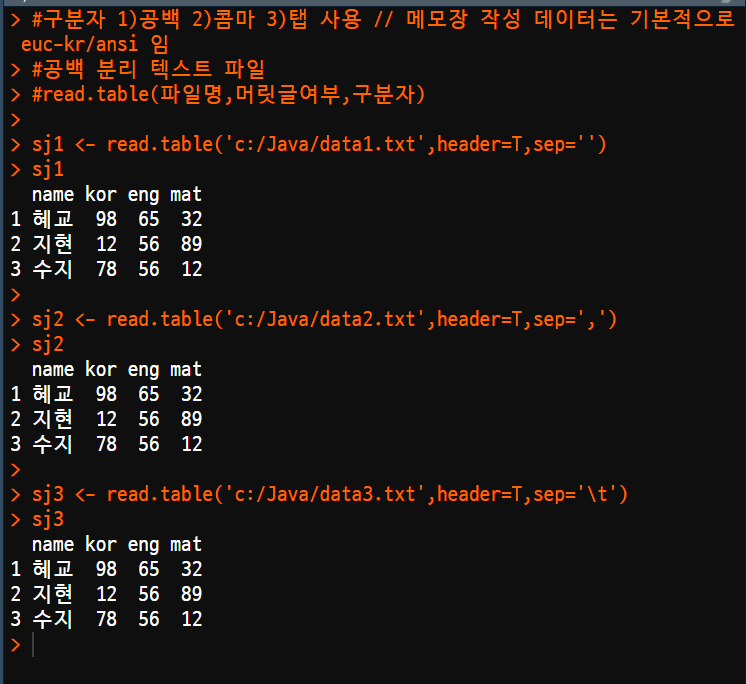 > #구분자 1)공백 2)콤마 3)탭 사용 // 메모장 작성 데이터는 기본적으로
euc-kr/ansi 임
> #공백 분리 텍스트 파일
> #read.table(파일명,머릿글여부,구분자)
>
> sj1 <- read.table('c:/Java/data1.txt',header=T,sep='')
> sj1
name kor eng mat
1 혜교 98 65 32
2 지현 12 56 89
3 수지 78 56 12
>
> sj2 <- read.table('c:/Java/data2.txt',header=T,sep=',')
> sj2
name kor eng mat
1 혜교 98 65 32
2 지현 12 56 89
3 수지 78 56 12
>
> sj3 <- read.table('c:/Java/data3.txt',header=T,sep='\t')
> sj3
name kor eng mat
1 혜교 98 65 32
2 지현 12 56 89
3 수지 78 56 12
>